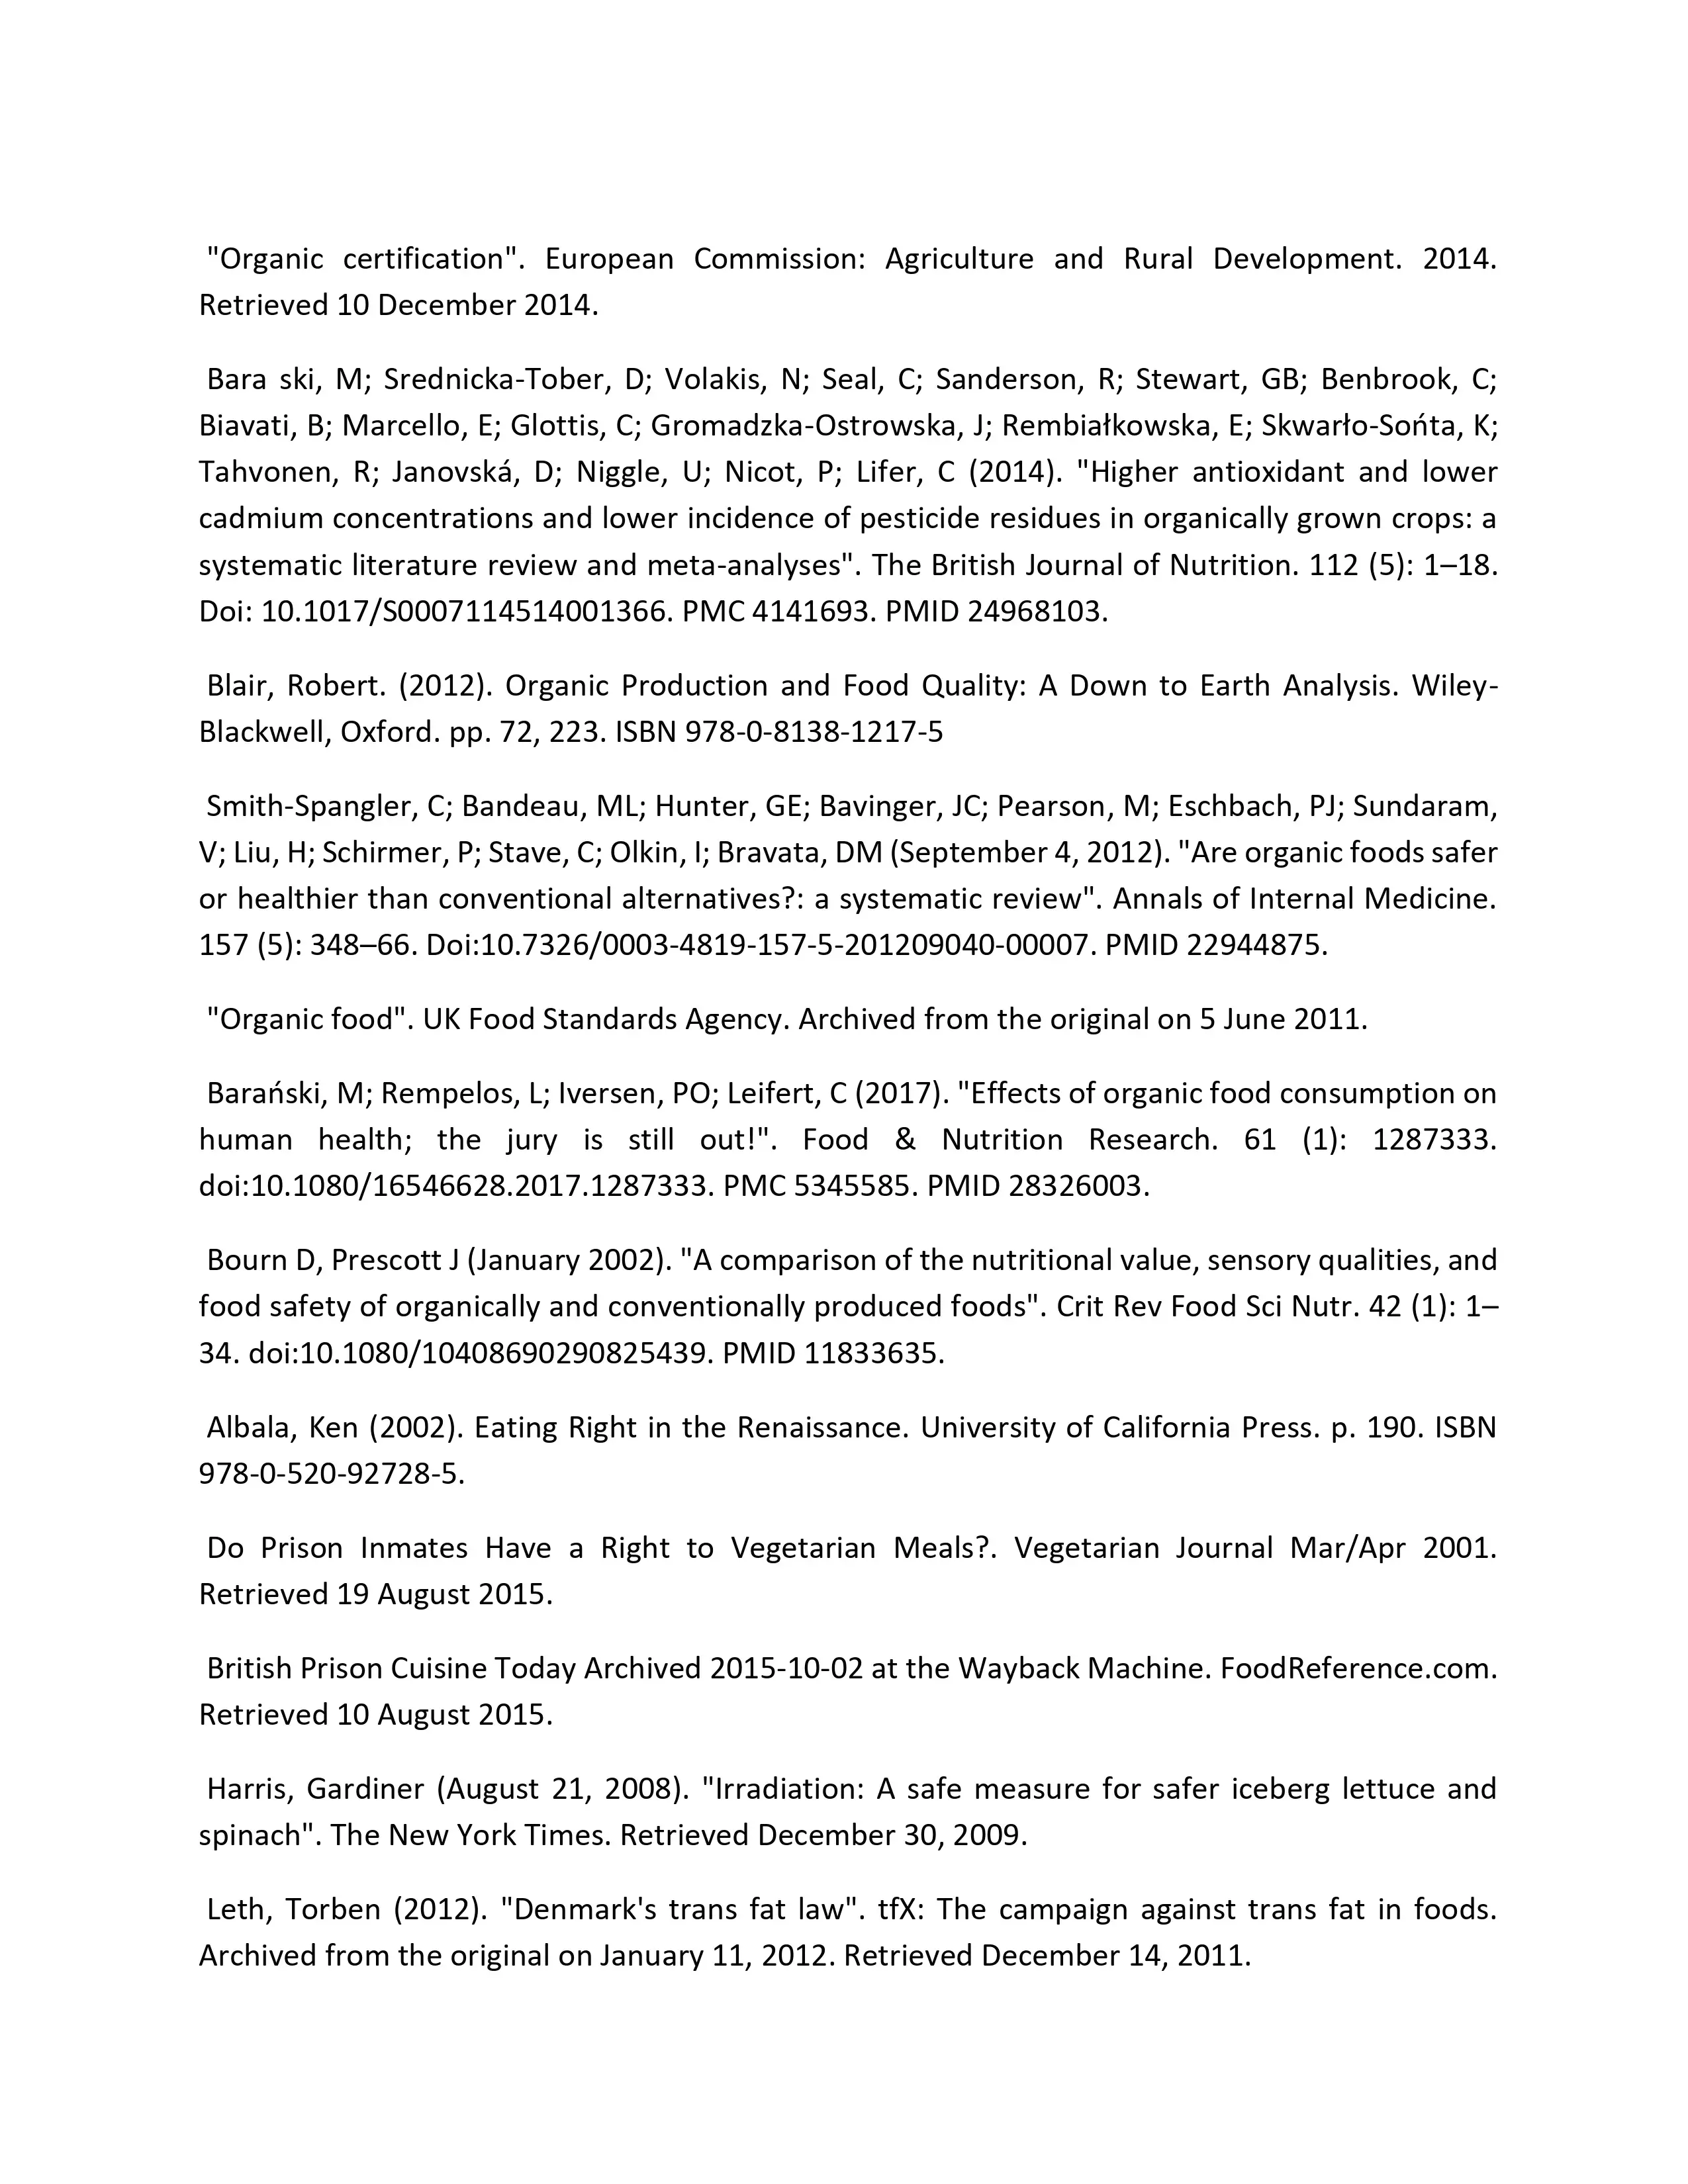 "Organic certification". European Commission: Agriculture and Rural Development. 2014.
Retrieved 10 December 2014.
Bara ski, M; Srednicka-Tober, D; Volakis, N; Seal, C; Sanderson, R; Stewart, GB; Benbrook, C;
Biavati, B; Marcello, E; Glottis, C; Gromadzka-Ostrowska, J; Rembiałkowska, E; Skwarło-Sońta, K;
Tahvonen, R; Janovská, D; Niggle, U; Nicot, P; Lifer, C (2014). "Higher antioxidant and lower
cadmium concentrations and lower incidence of pesticide residues in organically grown crops: a
systematic literature review and meta-analyses". The British Journal of Nutrition. 112 (5): 1–18.
Doi: 10.1017/S0007114514001366. PMC 4141693. PMID 24968103.
Blair, Robert. (2012). Organic Production and Food Quality: A Down to Earth Analysis. Wiley-
Blackwell, Oxford. pp. 72, 223. ISBN 978-0-8138-1217-5
Smith-Spangler, C; Bandeau, ML; Hunter, GE; Bavinger, JC; Pearson, M; Eschbach, PJ; Sundaram,
V; Liu, H; Schirmer, P; Stave, C; Olkin, I; Bravata, DM (September 4, 2012). "Are organic foods safer
or healthier than conventional alternatives?: a systematic review". Annals of Internal Medicine.
157 (5): 348–66. Doi:10.7326/0003-4819-157-5-201209040-00007. PMID 22944875.
"Organic food". UK Food Standards Agency. Archived from the original on 5 June 2011.
Barański, M; Rempelos, L; Iversen, PO; Leifert, C (2017). "Effects of organic food consumption on
human health; the jury is still out!". Food & Nutrition Research. 61 (1): 1287333.
doi:10.1080/16546628.2017.1287333. PMC 5345585. PMID 28326003.
Bourn D, Prescott J (January 2002). "A comparison of the nutritional value, sensory qualities, and
food safety of organically and conventionally produced foods". Crit Rev Food Sci Nutr. 42 (1): 1–
34. doi:10.1080/10408690290825439. PMID 11833635.
Albala, Ken (2002). Eating Right in the Renaissance. University of California Press. p. 190. ISBN
978-0-520-92728-5.
Do Prison Inmates Have a Right to Vegetarian Meals?. Vegetarian Journal Mar/Apr 2001.
Retrieved 19 August 2015.
British Prison Cuisine Today Archived 2015-10-02 at the Wayback Machine. FoodReference.com.
Retrieved 10 August 2015.
Harris, Gardiner (August 21, 2008). "Irradiation: A safe measure for safer iceberg lettuce and
spinach". The New York Times. Retrieved December 30, 2009.
Leth, Torben (2012). "Denmark's trans fat law". tfX: The campaign against trans fat in foods.
Archived from the original on January 11, 2012. Retrieved December 14, 2011.